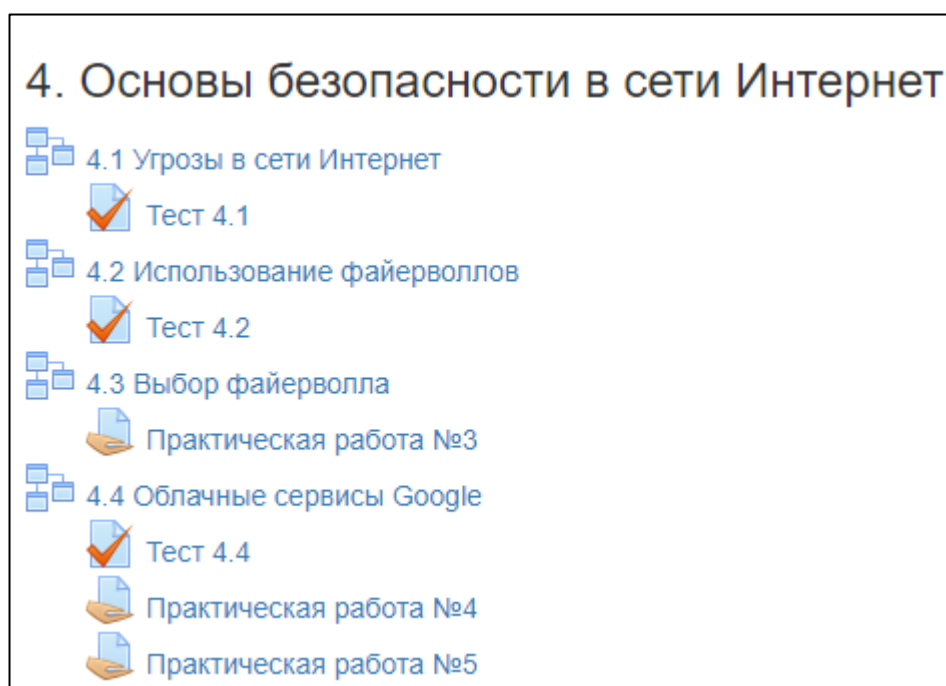 4. Основы безопасности в сети Интернет
4.1 Угрозы в сети Интернет
Тест 4.1
4.2 Использование файерволлов
Тест 4.2
4.3 Выбор файерволла
Практическая работа №3
4.4 Облачные сервисы Google
Тест 4.4
Практическая работа №4
Практическая работа №5